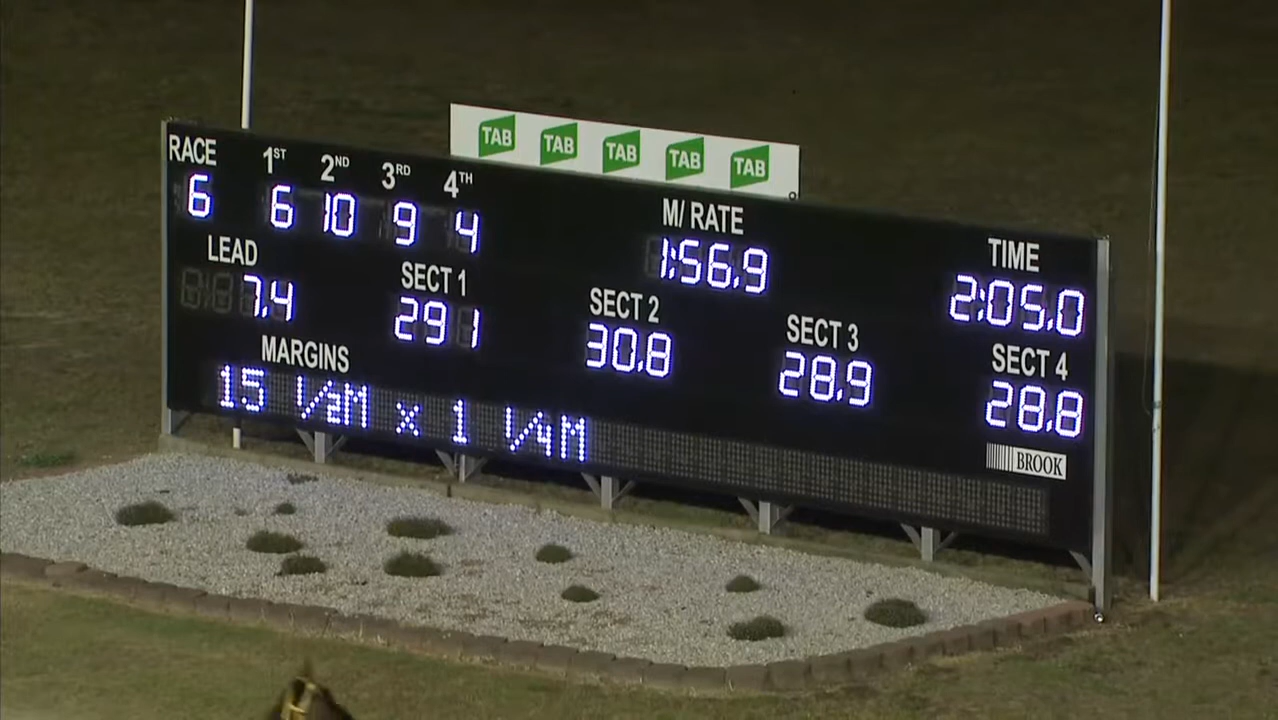 TAB TAB TAB TAB TAB
RACE 1ST 2ND 3RD 4TH
6 6 10 9 4
M/ RATE
1:56.9
TIME
2:05.0
LEAD
7.4
SECT 1
29 1
SECT 2
30.8
SECT 3
28.9
SECT 4
28.8
MARGINS
15 1/2M x 1 1/4M
BROOK